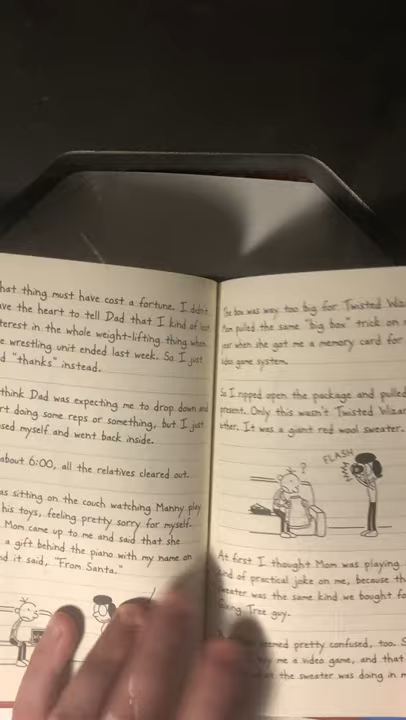 hat thing must have cost a fortune. I didn't
ve the heart to tell Dad that I kind of lost
terest in the whole weight-lifting thing when
e wrestling unit ended last week. So I just
d "thanks" instead.
think Dad was expecting me to drop down and
rt doing some reps or something, but I just
sed myself and went back inside.
about 6:00, all the relatives cleared out.
as sitting on the couch watching Manny play
his toys, feeling pretty sorry for myself.
Mom came up to me and said that she
a gift behind the piano with my name on
nd it said, "From Santa."
The box was way too big for Twisted Wiz
Mom pulled the same "big box" trick on
ear when she got me a memory card for
ideo game system.
So I ripped open the package and pulled
present. Only this wasn't Twisted Wizar
either. It was a giant red wool sweater.
FLASH
?
At first I thought Mom was playing
kind of practical joke on me, because th
sweater was the same kind we bought fo
Giving Tree guy.
seemed pretty confused, too. S
me a video game, and that
the sweater was doing in m